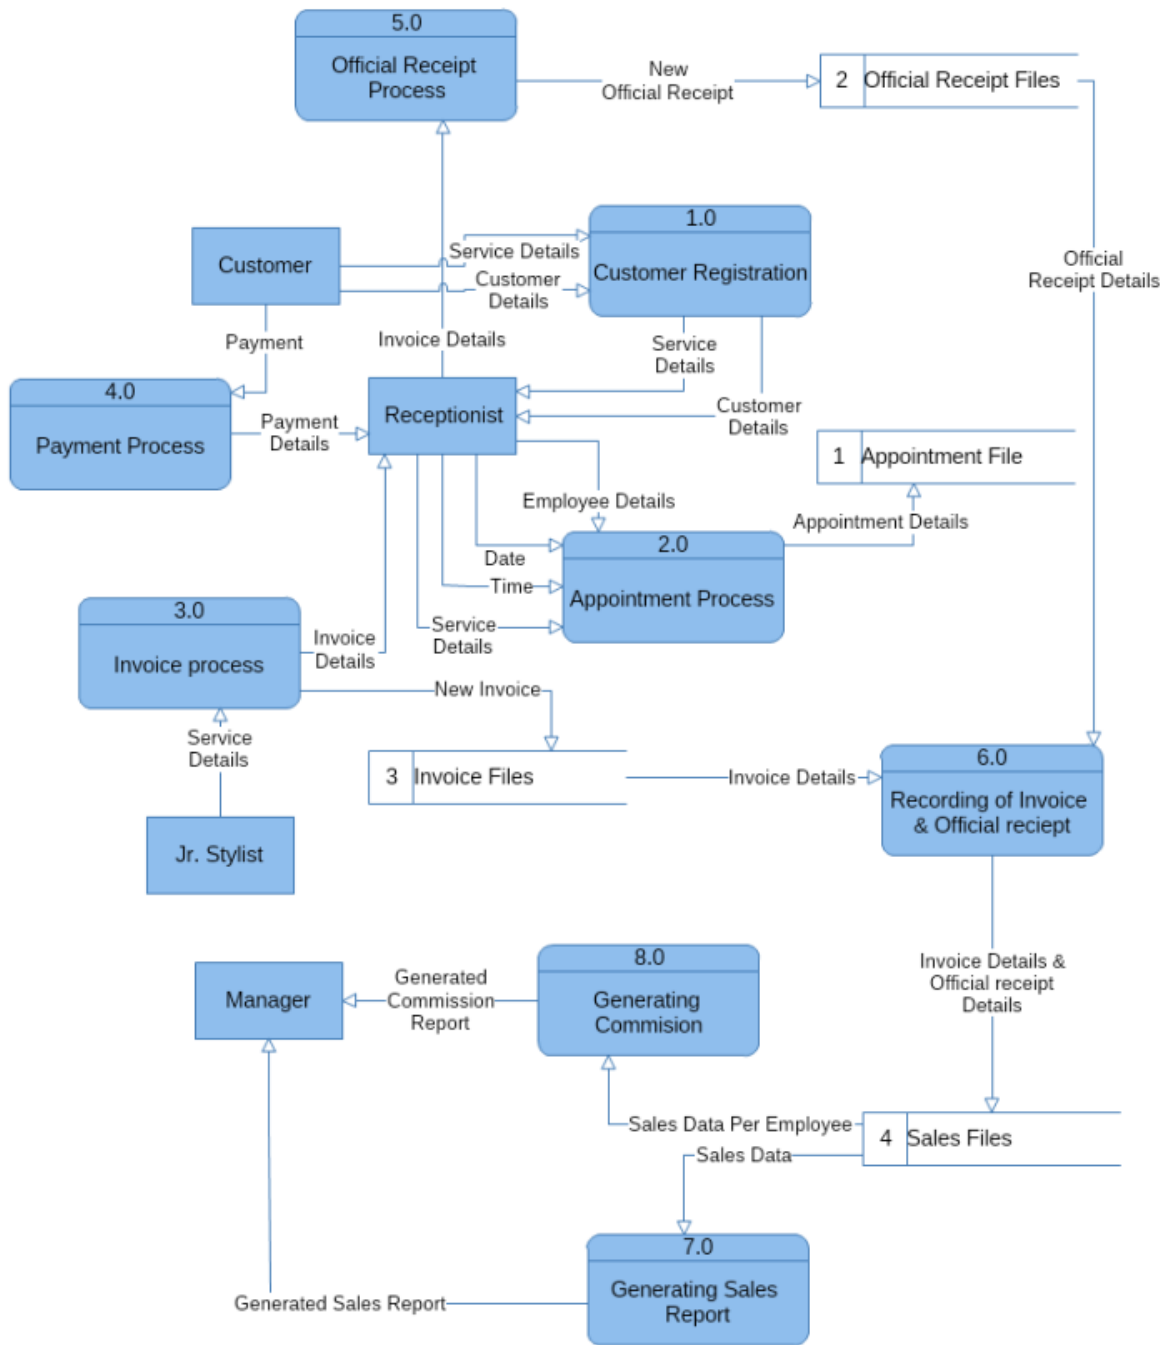 5.0
Official Receipt
Process
New
Official Receipt
2
Official Receipt Files
1.0
Customer Registration
Customer
Service Details
Customer
Details
Official
Receipt Details
Payment
Invoice Details
Service
Details
4.0
Payment Process
Payment
Details
Receptionist
Customer
Details
1
Appointment File
Employee Details
Appointment Details
2.0
Appointment Process
Date
Time
Service
Details
3.0
Invoice process
Invoice
Details
New Invoice
Service
Details
3
Invoice Files
Invoice Details
6.0
Recording of Invoice
& Official reciept
Jr. Stylist
Manager
Generated
Commission
Report
8.0
Generating
Commision
Invoice Details &
Official receipt
Details
Sales Data Per Employee
4
Sales Files
Sales Data
7.0
Generating Sales
Report
Generated Sales Report